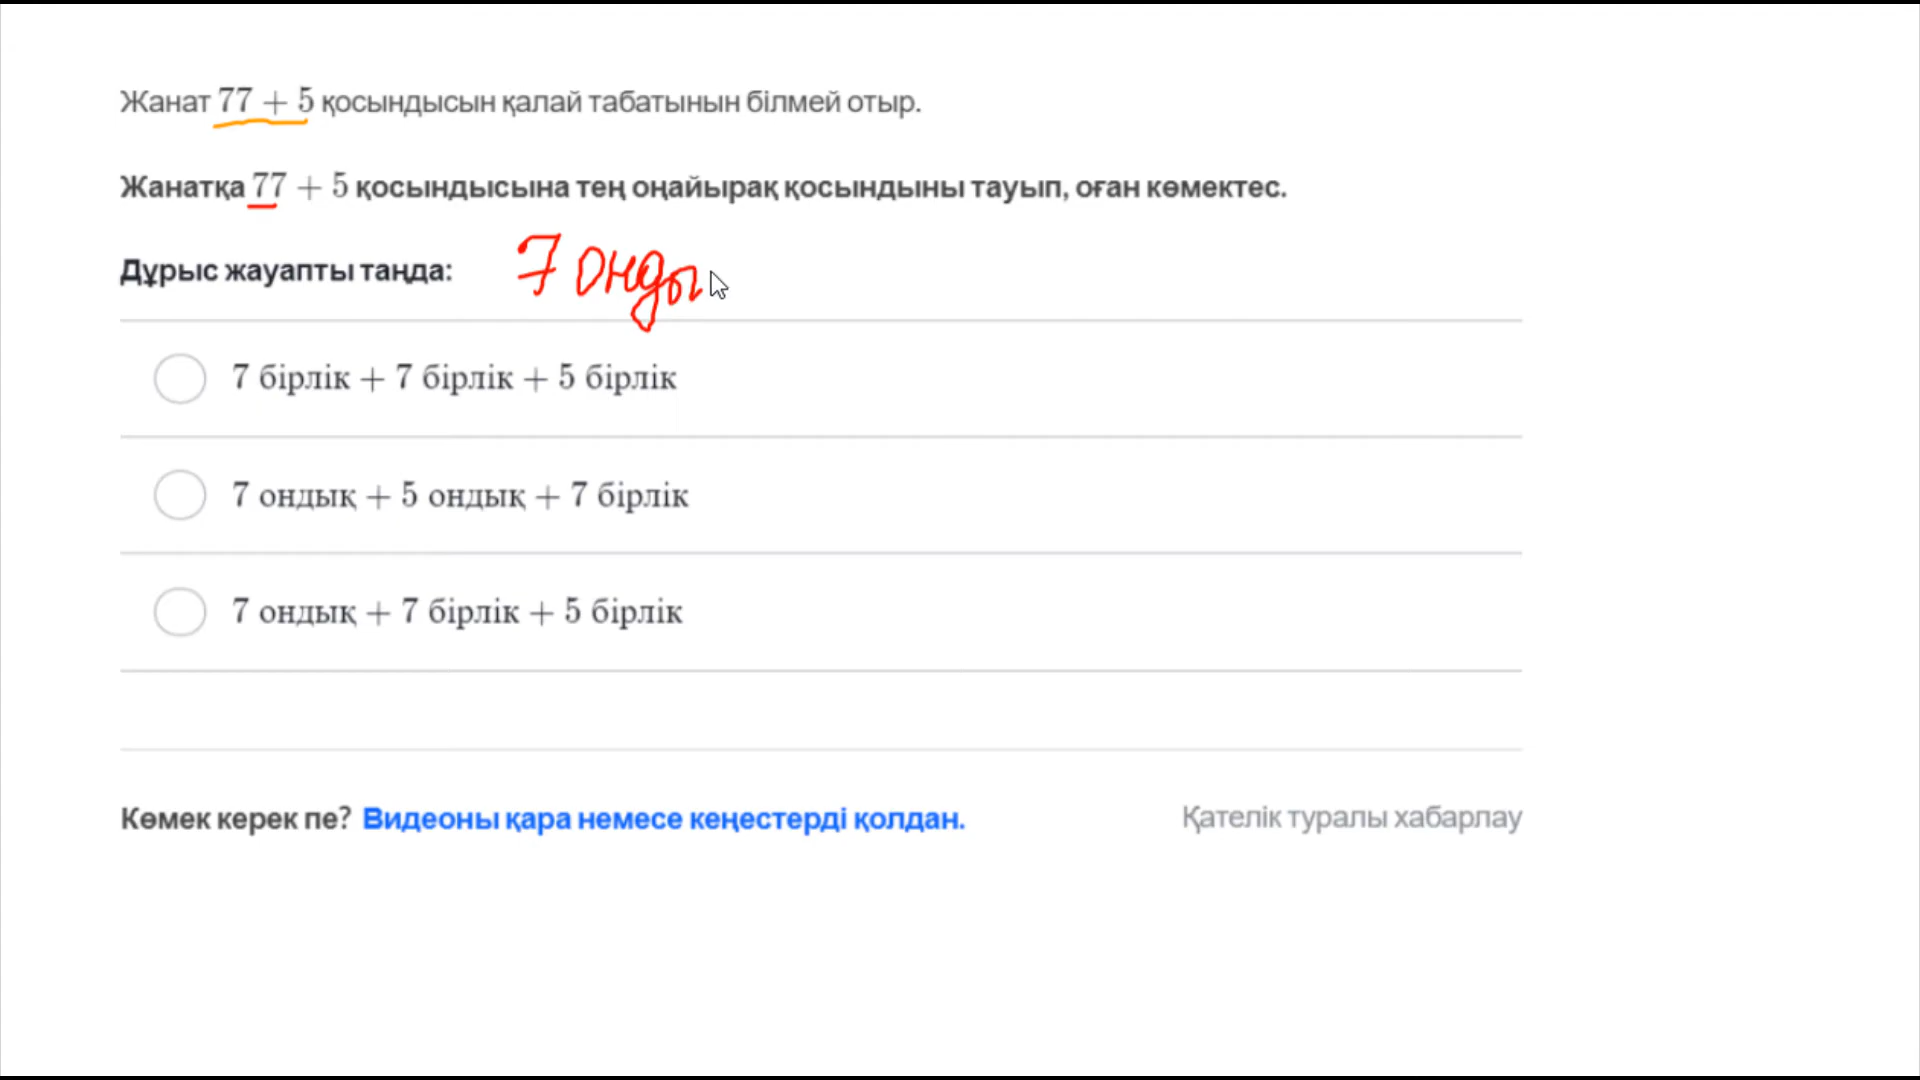 Жанат 77 + 5 қосындысын қалай табатынын білмей отыр.
Жанатқа 77 + 5 қосындысына тең оңайырақ қосындыны тауып, оған көмектес.
Дұрыс жауапты таңда:
7 онды
7 бірлік + 7 бірлік + 5 бірлік
7 ондық + 5 ондық + 7 бірлік
7 ондық + 7 бірлік + 5 бірлік
Көмек керек пе? Видеоны қара немесе кеңестерді қолдан.
Қателік туралы хабарлау